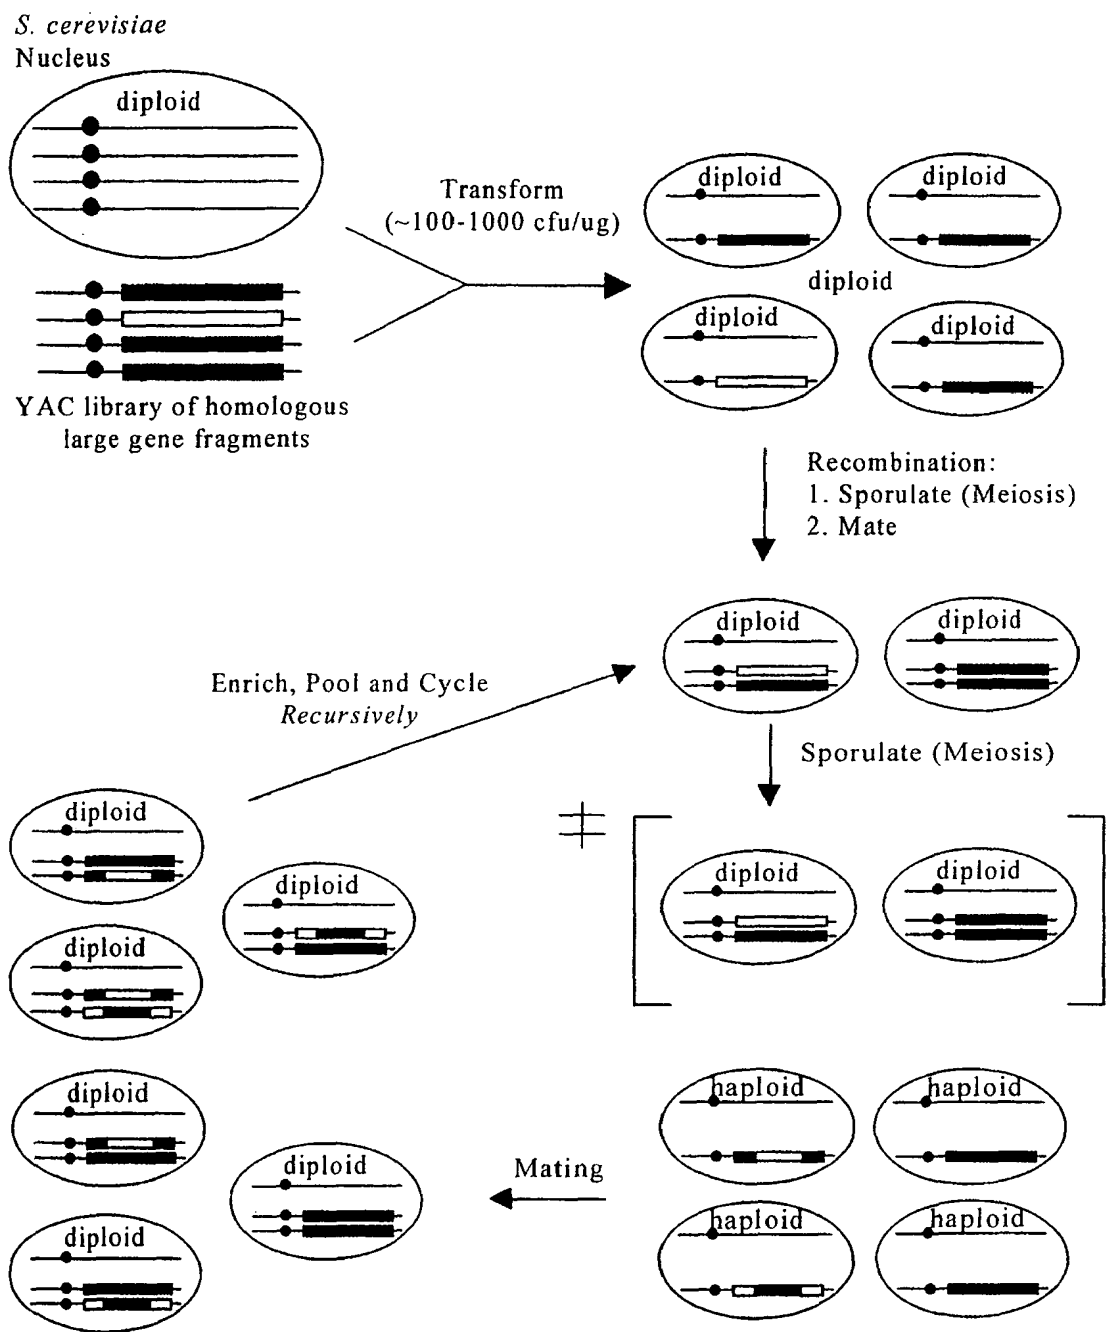 S. cerevisiae
Nucleus
diploid
Transform
(~100-1000 cfu/ug)
YAC library of homologous
large gene fragments
diploid
diploid
diploid
diploid
diploid
Recombination:
1. Sporulate (Meiosis)
2. Mate
diploid
diploid
Enrich, Pool and Cycle
Recursively
Sporulate (Meiosis)
‡
diploid
diploid
diploid
diploid
diploid
diploid
diploid
diploid
haploid
haploid
haploid
haploid
Mating